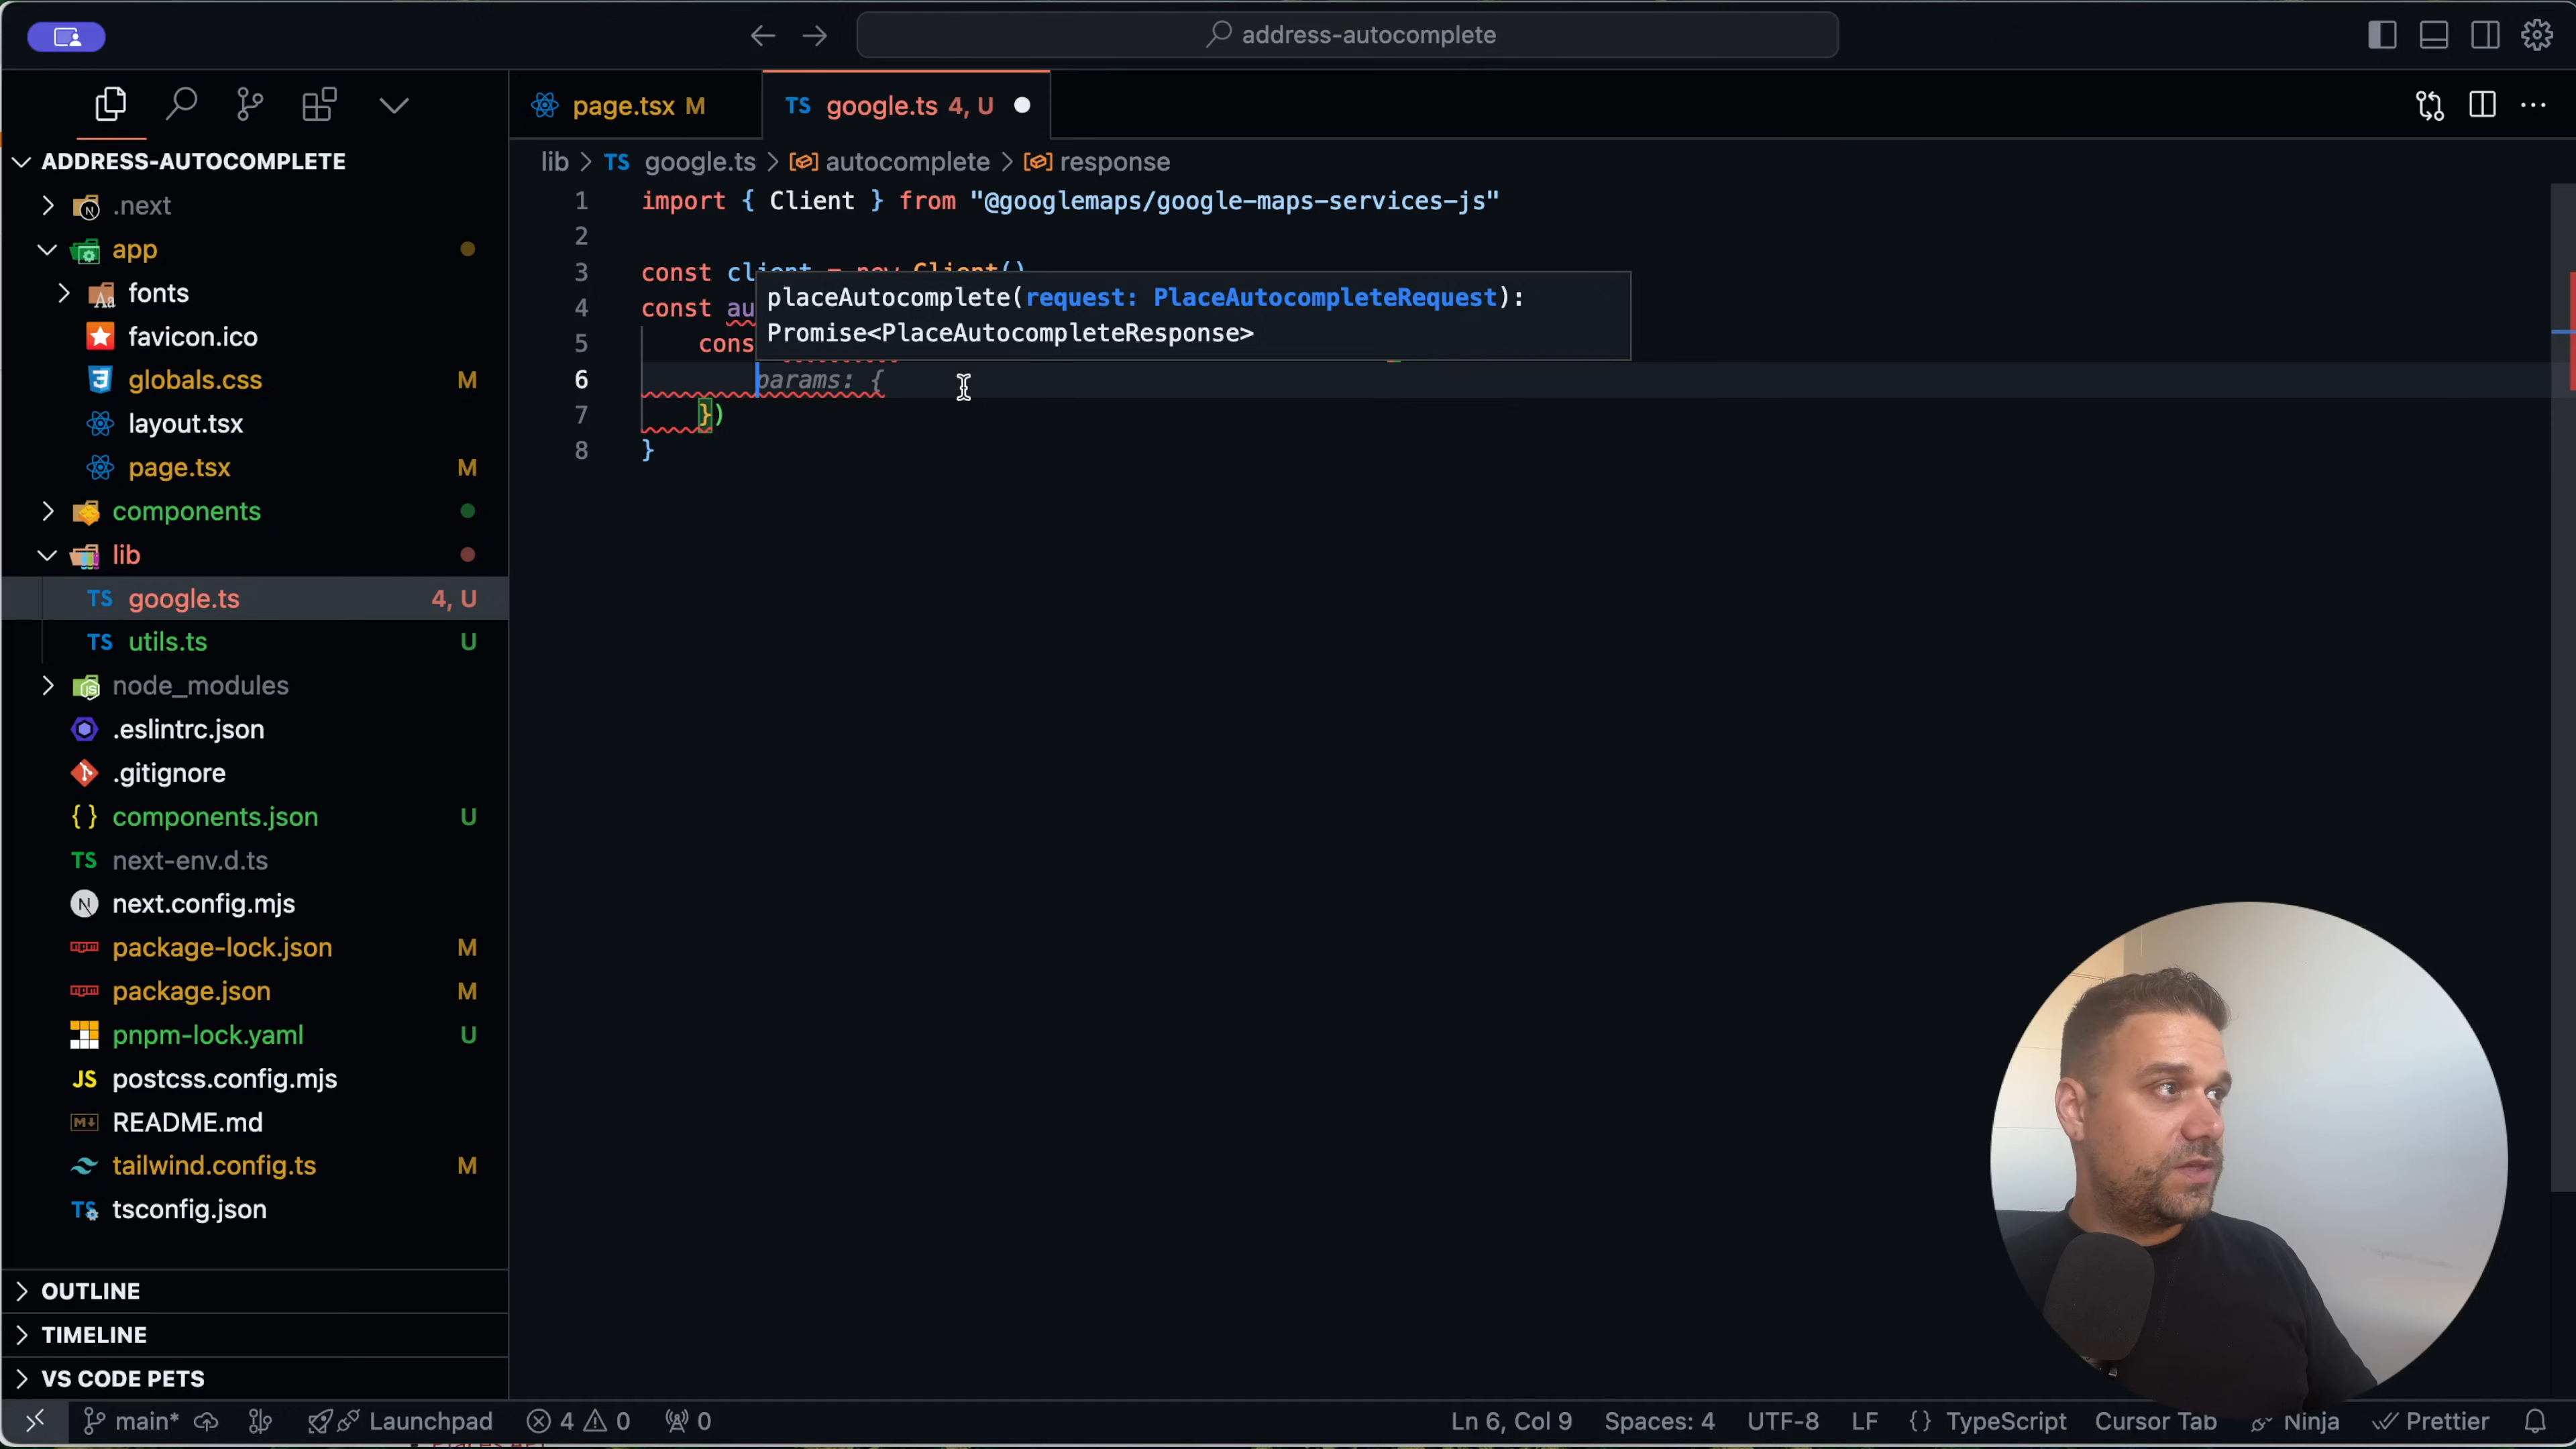 address-autocomplete
page.tsx M
TS google.ts 4, U
ADDRESS-AUTOCOMPLETE
.next
app
fonts
favicon.ico
globals.css M
layout.tsx
page.tsx M
components
lib
TS google.ts 4, U
TS utils.ts U
node_modules
.eslintrc.json
.gitignore
{ } components.json U
TS next-env.d.ts
N next.config.mjs
package-lock.json M
package.json M
pnpm-lock.yaml U
JS postcss.config.mjs
README.md
tailwind.config.ts M
TS tsconfig.json
OUTLINE
TIMELINE
VS CODE PETS
lib > TS google.ts > autocomplete > response
1 import { Client } from "@googlemaps/google-maps-services-js"
2
3 const client = new Client()
4 const au
placeAutocomplete(request: PlaceAutocompleteRequest):
Promise<PlaceAutocompleteResponse>
5 cons
6 params: {
7 })
8 }
main* Launchpad 4 0 0
Ln 6, Col 9 Spaces: 4 UTF-8 LF {} TypeScript Cursor Tab Ninja Prettier